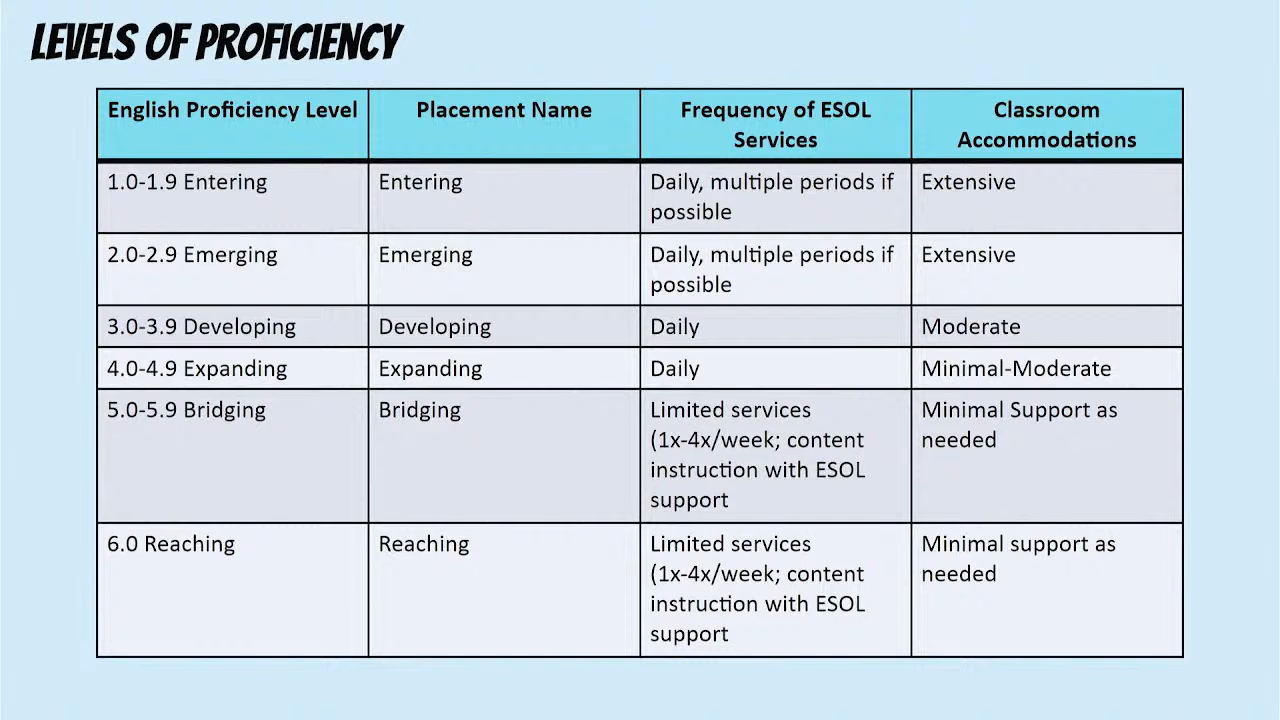 LEVELS OF PROFICIENCY
English Proficiency Level
Placement Name
Frequency of ESOL
Services
Classroom
Accommodations
1.0-1.9 Entering
Entering
Daily, multiple periods if
possible
Extensive
2.0-2.9 Emerging
Emerging
Daily, multiple periods if
possible
Extensive
3.0-3.9 Developing
Developing
Daily
Moderate
4.0-4.9 Expanding
Expanding
Daily
Minimal-Moderate
5.0-5.9 Bridging
Bridging
Limited services
(1x-4x/week; content
instruction with ESOL
support
Minimal Support as
needed
6.0 Reaching
Reaching
Limited services
(1x-4x/week; content
instruction with ESOL
support
Minimal support as
needed